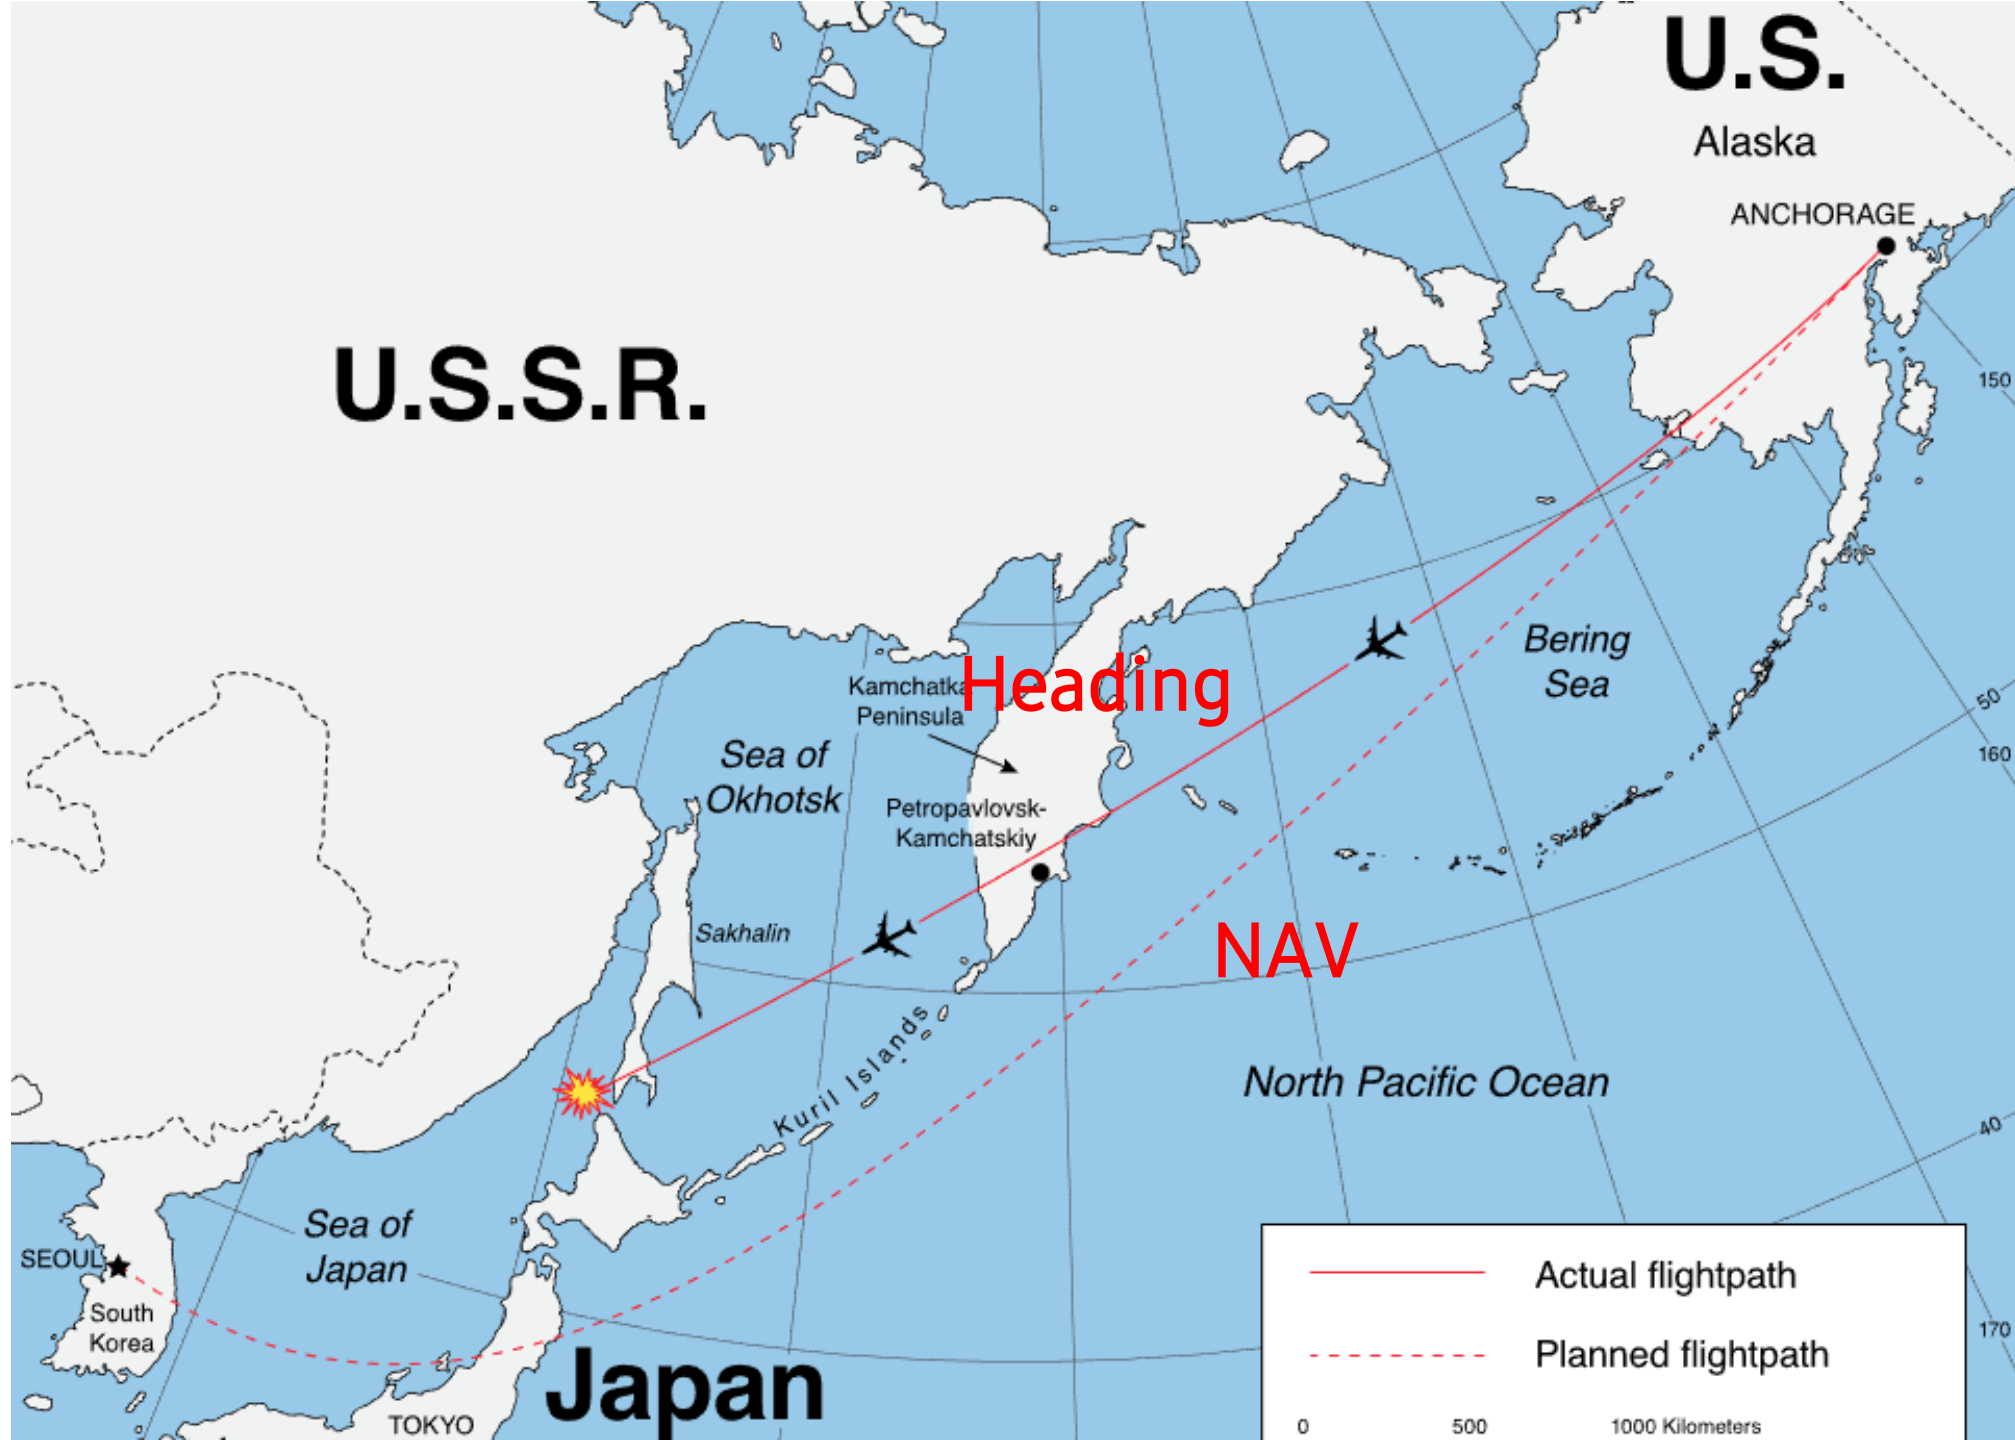 U.S.
Alaska
ANCHORAGE
U.S.S.R.
150
Bering
Sea
Heading
Kamchatka
Peninsula
50
160
Sea of
Okhotsk
Petropavlovsk-
Kamchatskiy
Sakhalin
NAV
Kuril Islands
North Pacific Ocean
40
Sea of
Japan
SEOUL
South
Korea
170
Japan
TOKYO
Actual flightpath
Planned flightpath
0 500 1000 Kilometers